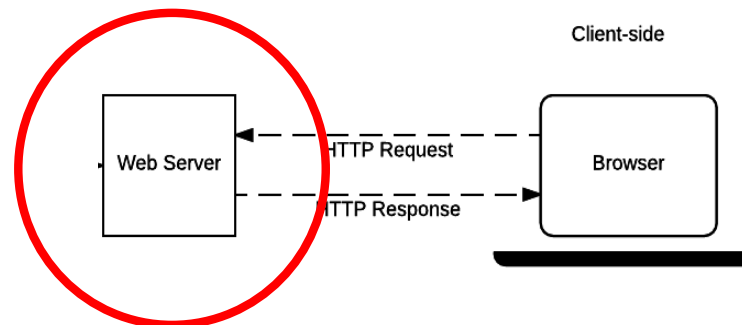 Client-side
Web Server
HTTP Request
Browser
HTTP Response